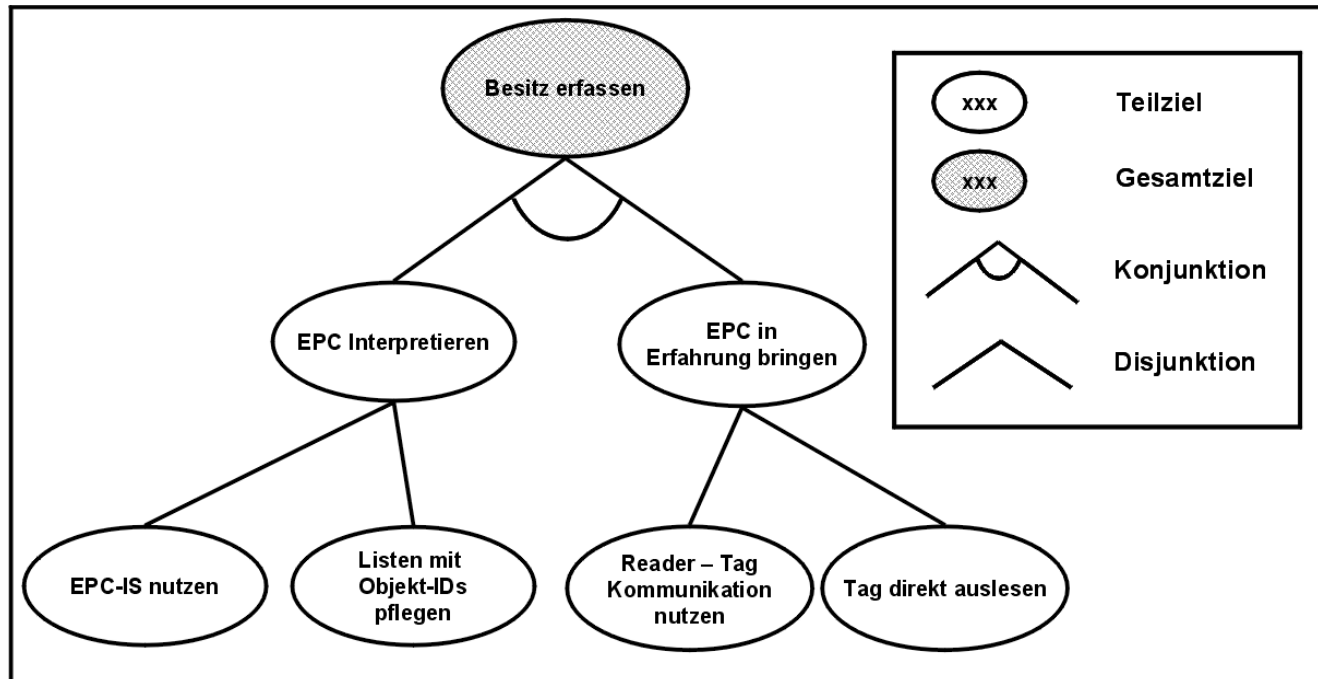 Besitz erfassen
EPC Interpretieren
EPC in
Erfahrung bringen
EPC-IS nutzen
Listen mit
Objekt-IDs
pflegen
Reader – Tag
Kommunikation
nutzen
Tag direkt auslesen
xxx
Teilziel
xxx
Gesamtziel
Konjunktion
Disjunktion